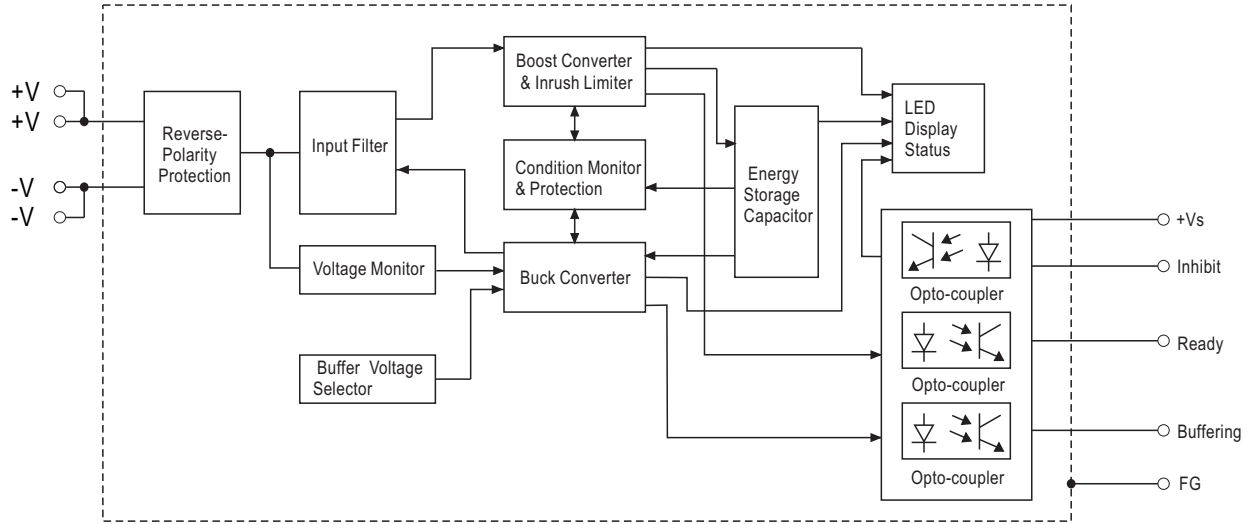 +V
+V
-V
-V
Reverse-
Polarity
Protection
Input Filter
Voltage Monitor
Buffer Voltage
Selector
Boost Converter
& Inrush Limiter
Condition Monitor
& Protection
Buck Converter
Energy
Storage
Capacitor
LED
Display
Status
Opto-coupler
Opto-coupler
Opto-coupler
+Vs
Inhibit
Ready
Buffering
FG